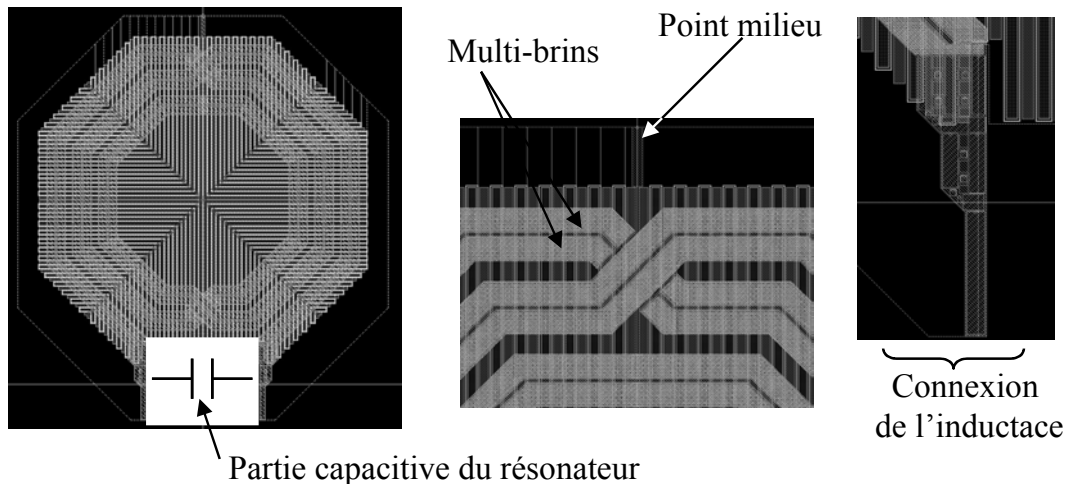 Point milieu
Multi-brins
Connexion
de l'inductace
Partie capacitive du résonateur